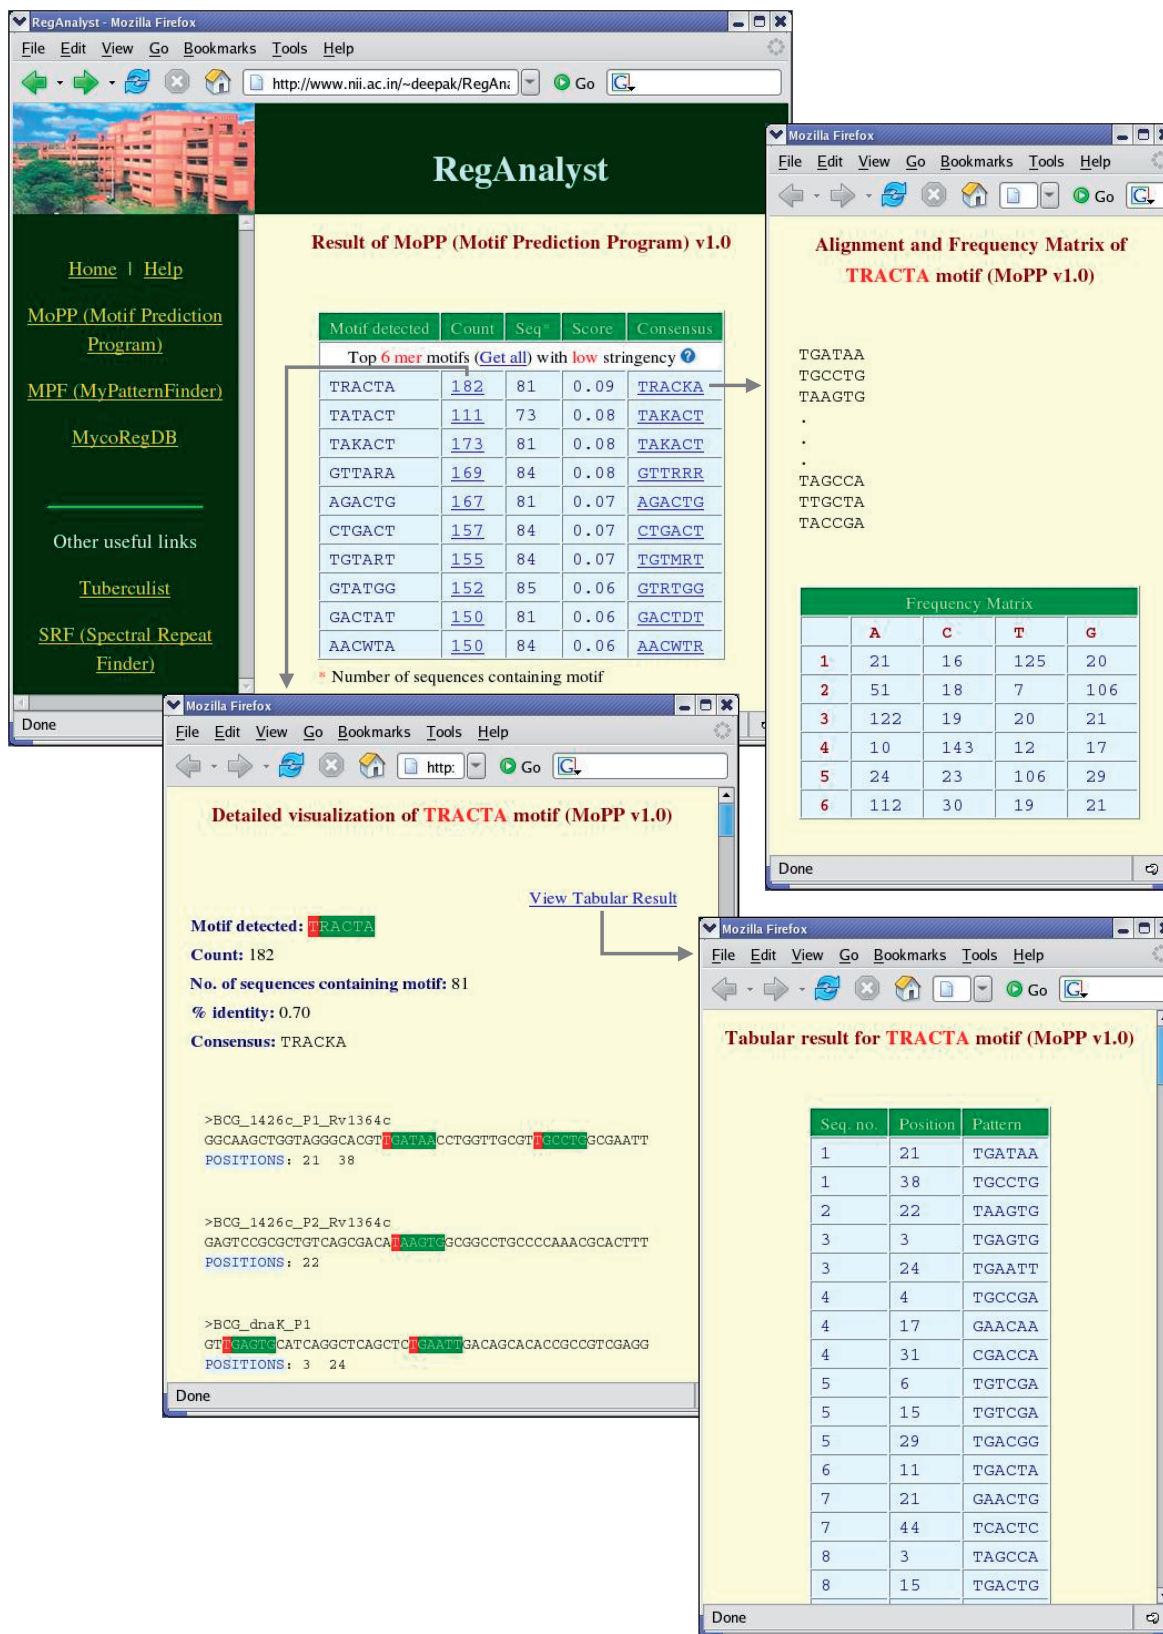 RegAnalyst - Mozilla Firefox
File Edit View Go Bookmarks Tools Help
http://www.nii.ac.in/~deepak/RegAn Go G
RegAnalyst
Home | Help
MoPP (Motif Prediction
Program)
MPF (MyPatternFinder)
MycoRegDB
Other useful links
Tuberculist
SRF (Spectral Repeat
Finder)
Result of MoPP (Motif Prediction Program) v1.0
Motif detected Count Seq* Score Consensus
Top 6 mer motifs (Get all) with low stringency ?
TRACTA 182 81 0.09 TRACKA
TATACT 111 73 0.08 TAKACT
TAKACT 173 81 0.08 TAKACT
GTTARA 169 84 0.08 GTTRRR
AGACTG 167 81 0.07 AGACTG
CTGACT 157 84 0.07 CTGACT
TGTART 155 84 0.07 TGTMRT
GTATGG 152 85 0.06 GTRTGG
GACTAT 150 81 0.06 GACTDT
AACWTA 150 84 0.06 AACWTR
* Number of sequences containing motif
Done
Mozilla Firefox
File Edit View Go Bookmarks Tools Help
Go G
Alignment and Frequency Matrix of
TRACTA motif (MoPP v1.0)
TGATAA
TGCCTG
TAAGTG
.
.
.
TAGCCA
TTGCTA
TACCGA
Frequency Matrix
A C T G
1 21 16 125 20
2 51 18 7 106
3 122 19 20 21
4 10 143 12 17
5 24 23 106 29
6 112 30 19 21
Done
Mozilla Firefox
File Edit View Go Bookmarks Tools Help
http: Go G
Detailed visualization of TRACTA motif (MoPP v1.0)
View Tabular Result
Motif detected: TRACTA
Count: 182
No. of sequences containing motif: 81
% identity: 0.70
Consensus: TRACKA
>BCG_1426c_P1_Rv1364c
GGCAAGCTGGTAGGGCACGTTGATAACCTGGTTGCGTTGCCTGGCGAATT
POSITIONS: 21 38
>BCG_1426c_P2_Rv1364c
GAGTCCGCGCTGTCAGCGACATAAGTGGCGGCCTGCCCCAAACGCACTTT
POSITIONS: 22
>BCG_dnaK_P1
GTTGAGTGCATCAGGCTCAGCTCTGAATTGACAGCACACCGCCGTCGAGG
POSITIONS: 3 24
Done
Mozilla Firefox
File Edit View Go Bookmarks Tools Help
Go G
Tabular result for TRACTA motif (MoPP v1.0)
Seq. no. Position Pattern
1 21 TGATAA
1 38 TGCCTG
2 22 TAAGTG
3 3 TGAGTG
3 24 TGAATT
4 4 TGCCGA
4 17 GAACAA
4 31 CGACCA
5 6 TGTCGA
5 15 TGTCGA
5 29 TGACGG
6 11 TGACTA
7 21 GAACTG
7 44 TCACTC
8 3 TAGCCA
8 15 TGACTG
Done